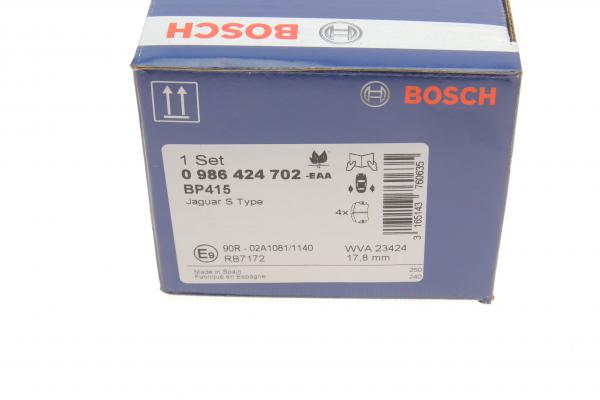 BOSCH
BOSCH
1 Set
0 986 424 702 -EAA
BP415
Jaguar S Type
4x
3 165143 760635
E9
90R - 02A1081/1140
RB7172
WVA 23424
17,8 mm
Made in Spain
Fabriqué en Espagne
250
240